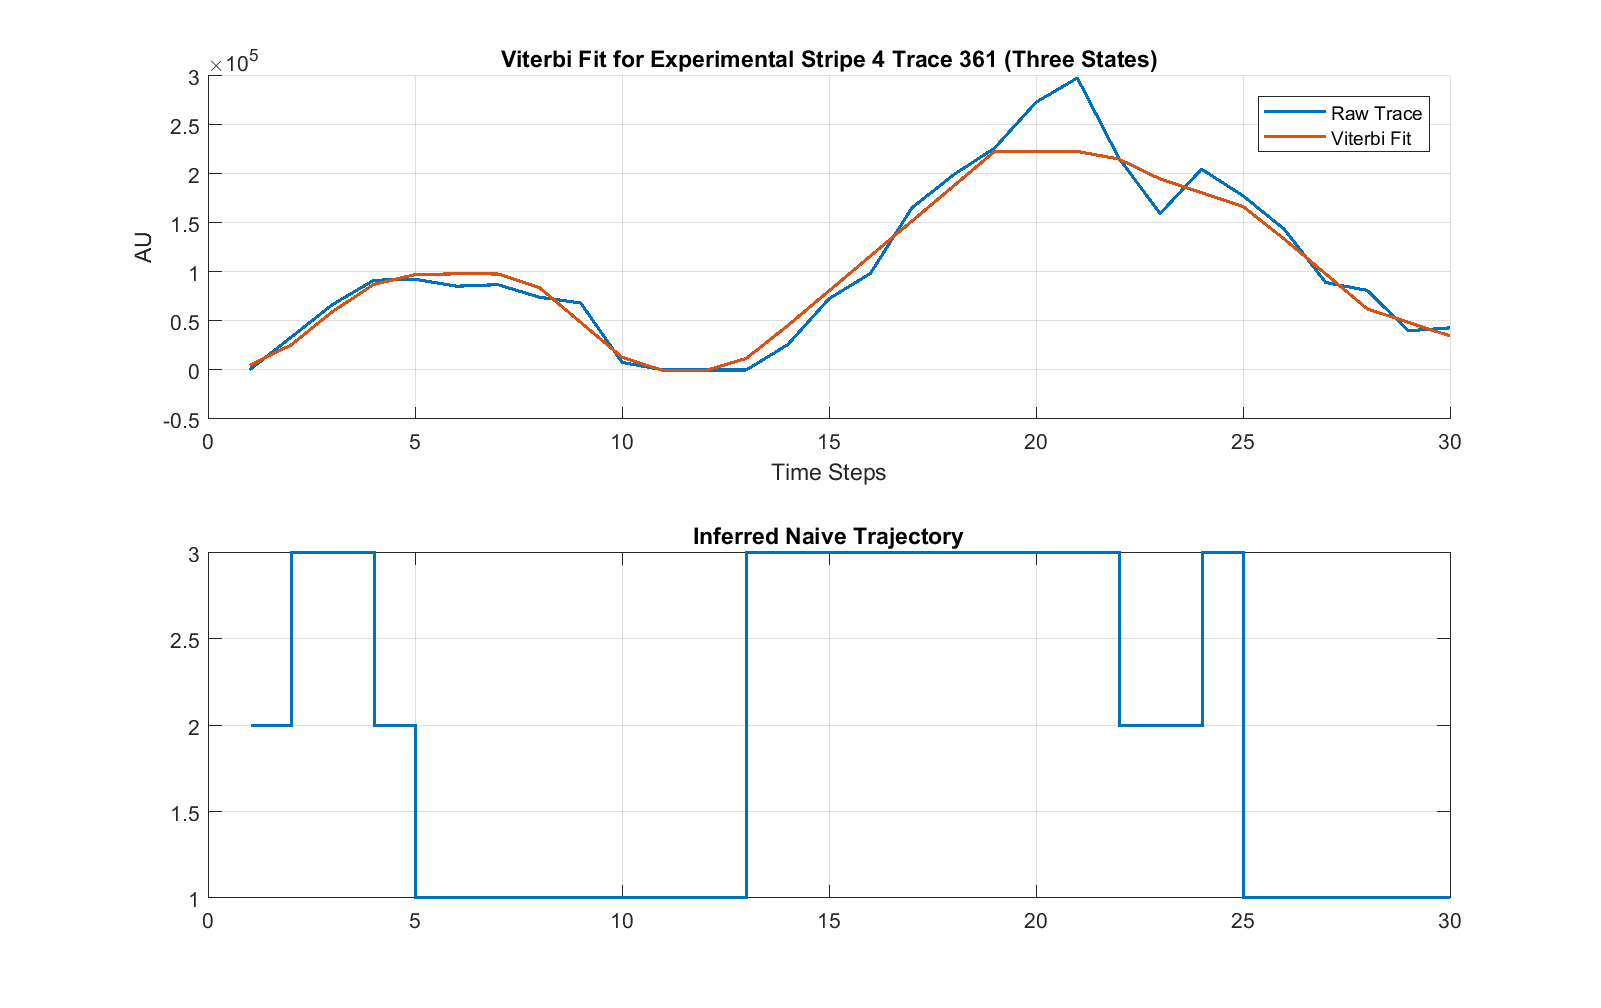 Viterbi Fit for Experimental Stripe 4 Trace 361 (Three States)
×10⁵
3
2.5
2
1.5
1
0.5
0
-0.5
AU
Raw Trace
Viterbi Fit
0 5 10 15 20 25 30
Time Steps
Inferred Naive Trajectory
3
2.5
2
1.5
1
0 5 10 15 20 25 30